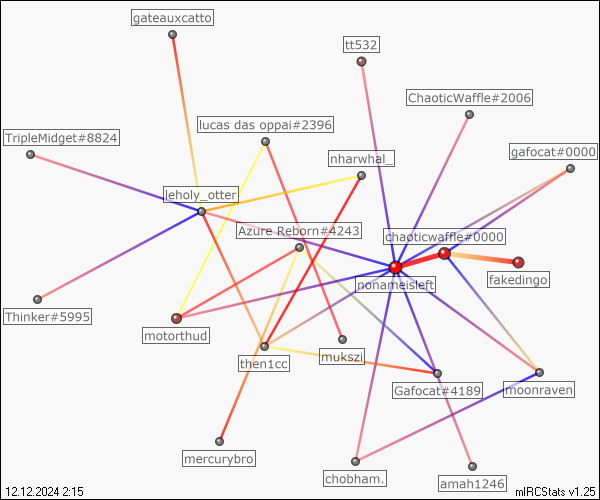 gateauxcatto
tt532
ChaoticWaffle#2006
lucas das oppai#2396
TripleMidget#8824
gafocat#0000
nharwhal_
leholy_otter
Azure Reborn#4243
chaoticwaffle#0000
fakedingo
nonameisleft
Thinker#5995
motorthud
mukszi
then1cc
Gafocat#4189
moonraven
mercurybro
chobham.
amah1246
12.12.2024 2:15
mIRCStats v1.25